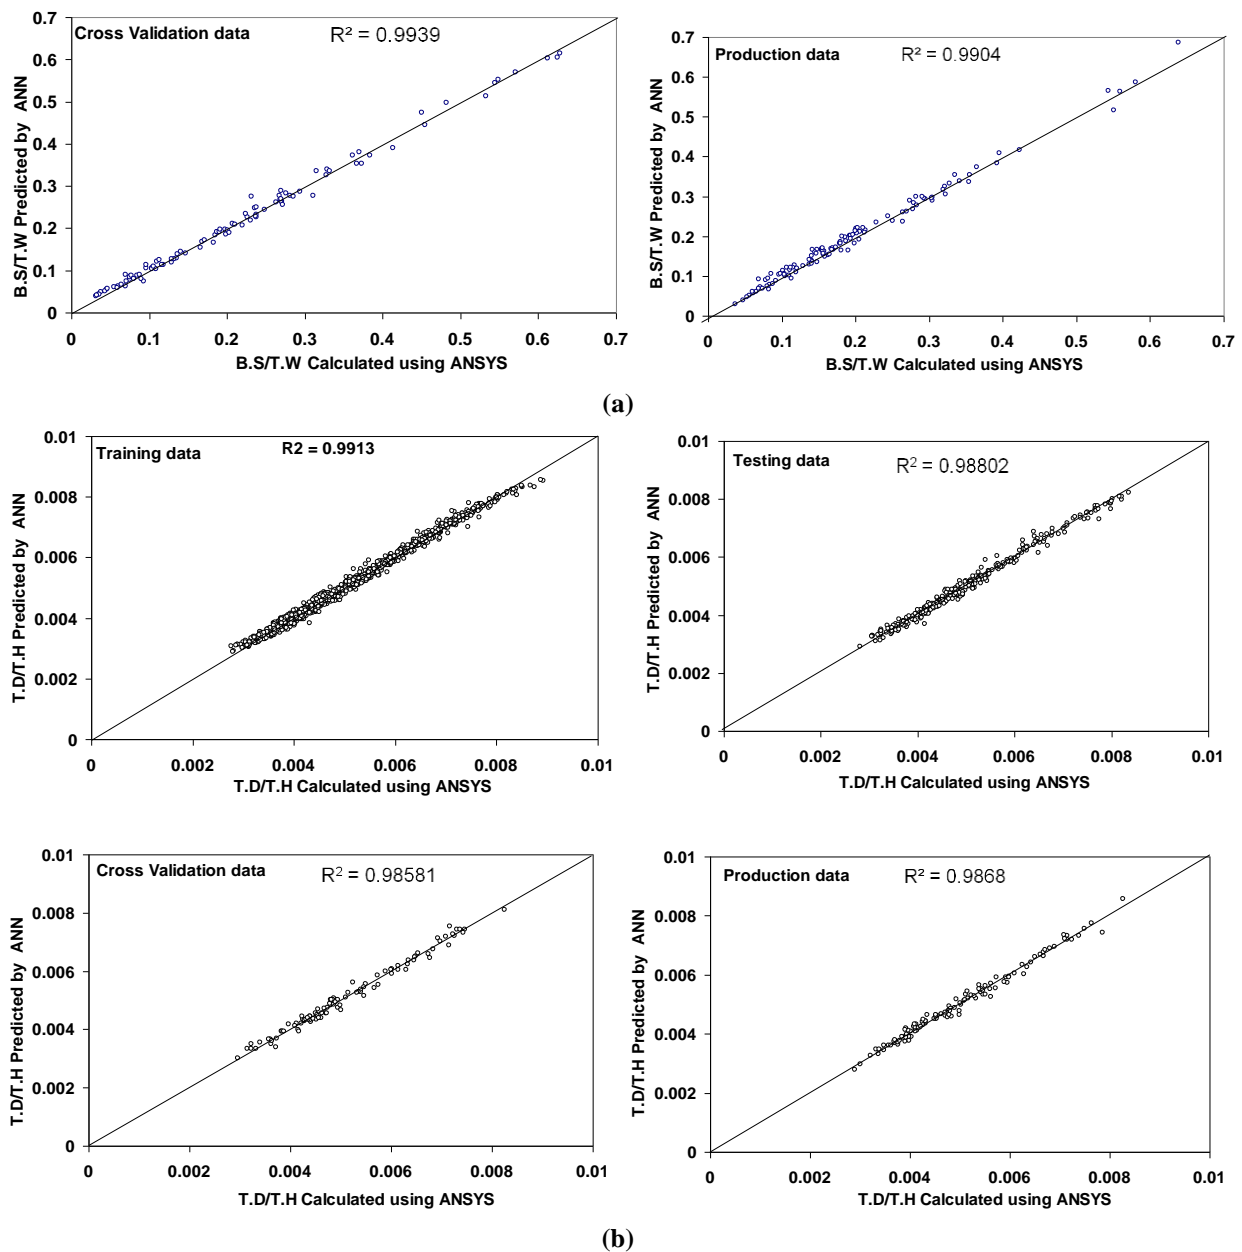 Cross Validation data
R² = 0.9939
B.S/T.W Predicted by ANN
0.7
0.6
0.5
0.4
0.3
0.2
0.1
0
0 0.1 0.2 0.3 0.4 0.5 0.6 0.7
B.S/T.W Calculated using ANSYS
Production data
R² = 0.9904
B.S/T.W Predicted by ANN
0.7
0.6
0.5
0.4
0.3
0.2
0.1
0
0 0.1 0.2 0.3 0.4 0.5 0.6 0.7
B.S/T.W Calculated using ANSYS
(a)
Training data
R2 = 0.9913
T.D/T.H Predicted by ANN
0.01
0.008
0.006
0.004
0.002
0
0 0.002 0.004 0.006 0.008 0.01
T.D/T.H Calculated using ANSYS
Testing data
R² = 0.98802
T.D/T.H Predicted by ANN
0.01
0.008
0.006
0.004
0.002
0
0 0.002 0.004 0.006 0.008 0.01
T.D/T.H Calculated using ANSYS
Cross Validation data
R² = 0.98581
T.D/T.H Predicted by ANN
0.01
0.008
0.006
0.004
0.002
0
0 0.002 0.004 0.006 0.008 0.01
T.D/T.H Calculated using ANSYS
Production data
R² = 0.9868
T.D/T.H Predicted by ANN
0.01
0.008
0.006
0.004
0.002
0
0 0.002 0.004 0.006 0.008 0.01
T.D/T.H Calculated using ANSYS
(b)